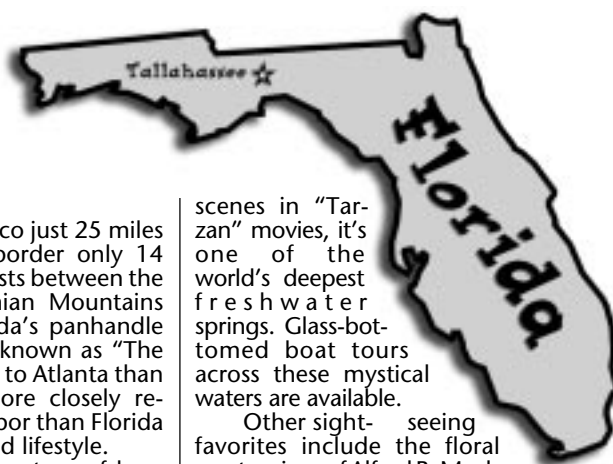 Tallahassee
Florida
co just 25 miles
border only 14
sts between the
ian Mountains
da's panhandle
known as "The
to Atlanta than
ore closely re-
bor than Florida
d lifestyle.
scenes in "Tar-
zan" movies, it's
one of the
world's deepest
freshwater
springs. Glass-bot-
tomed boat tours
across these mystical
waters are available.
Other sight- seeing
favorites include the floral